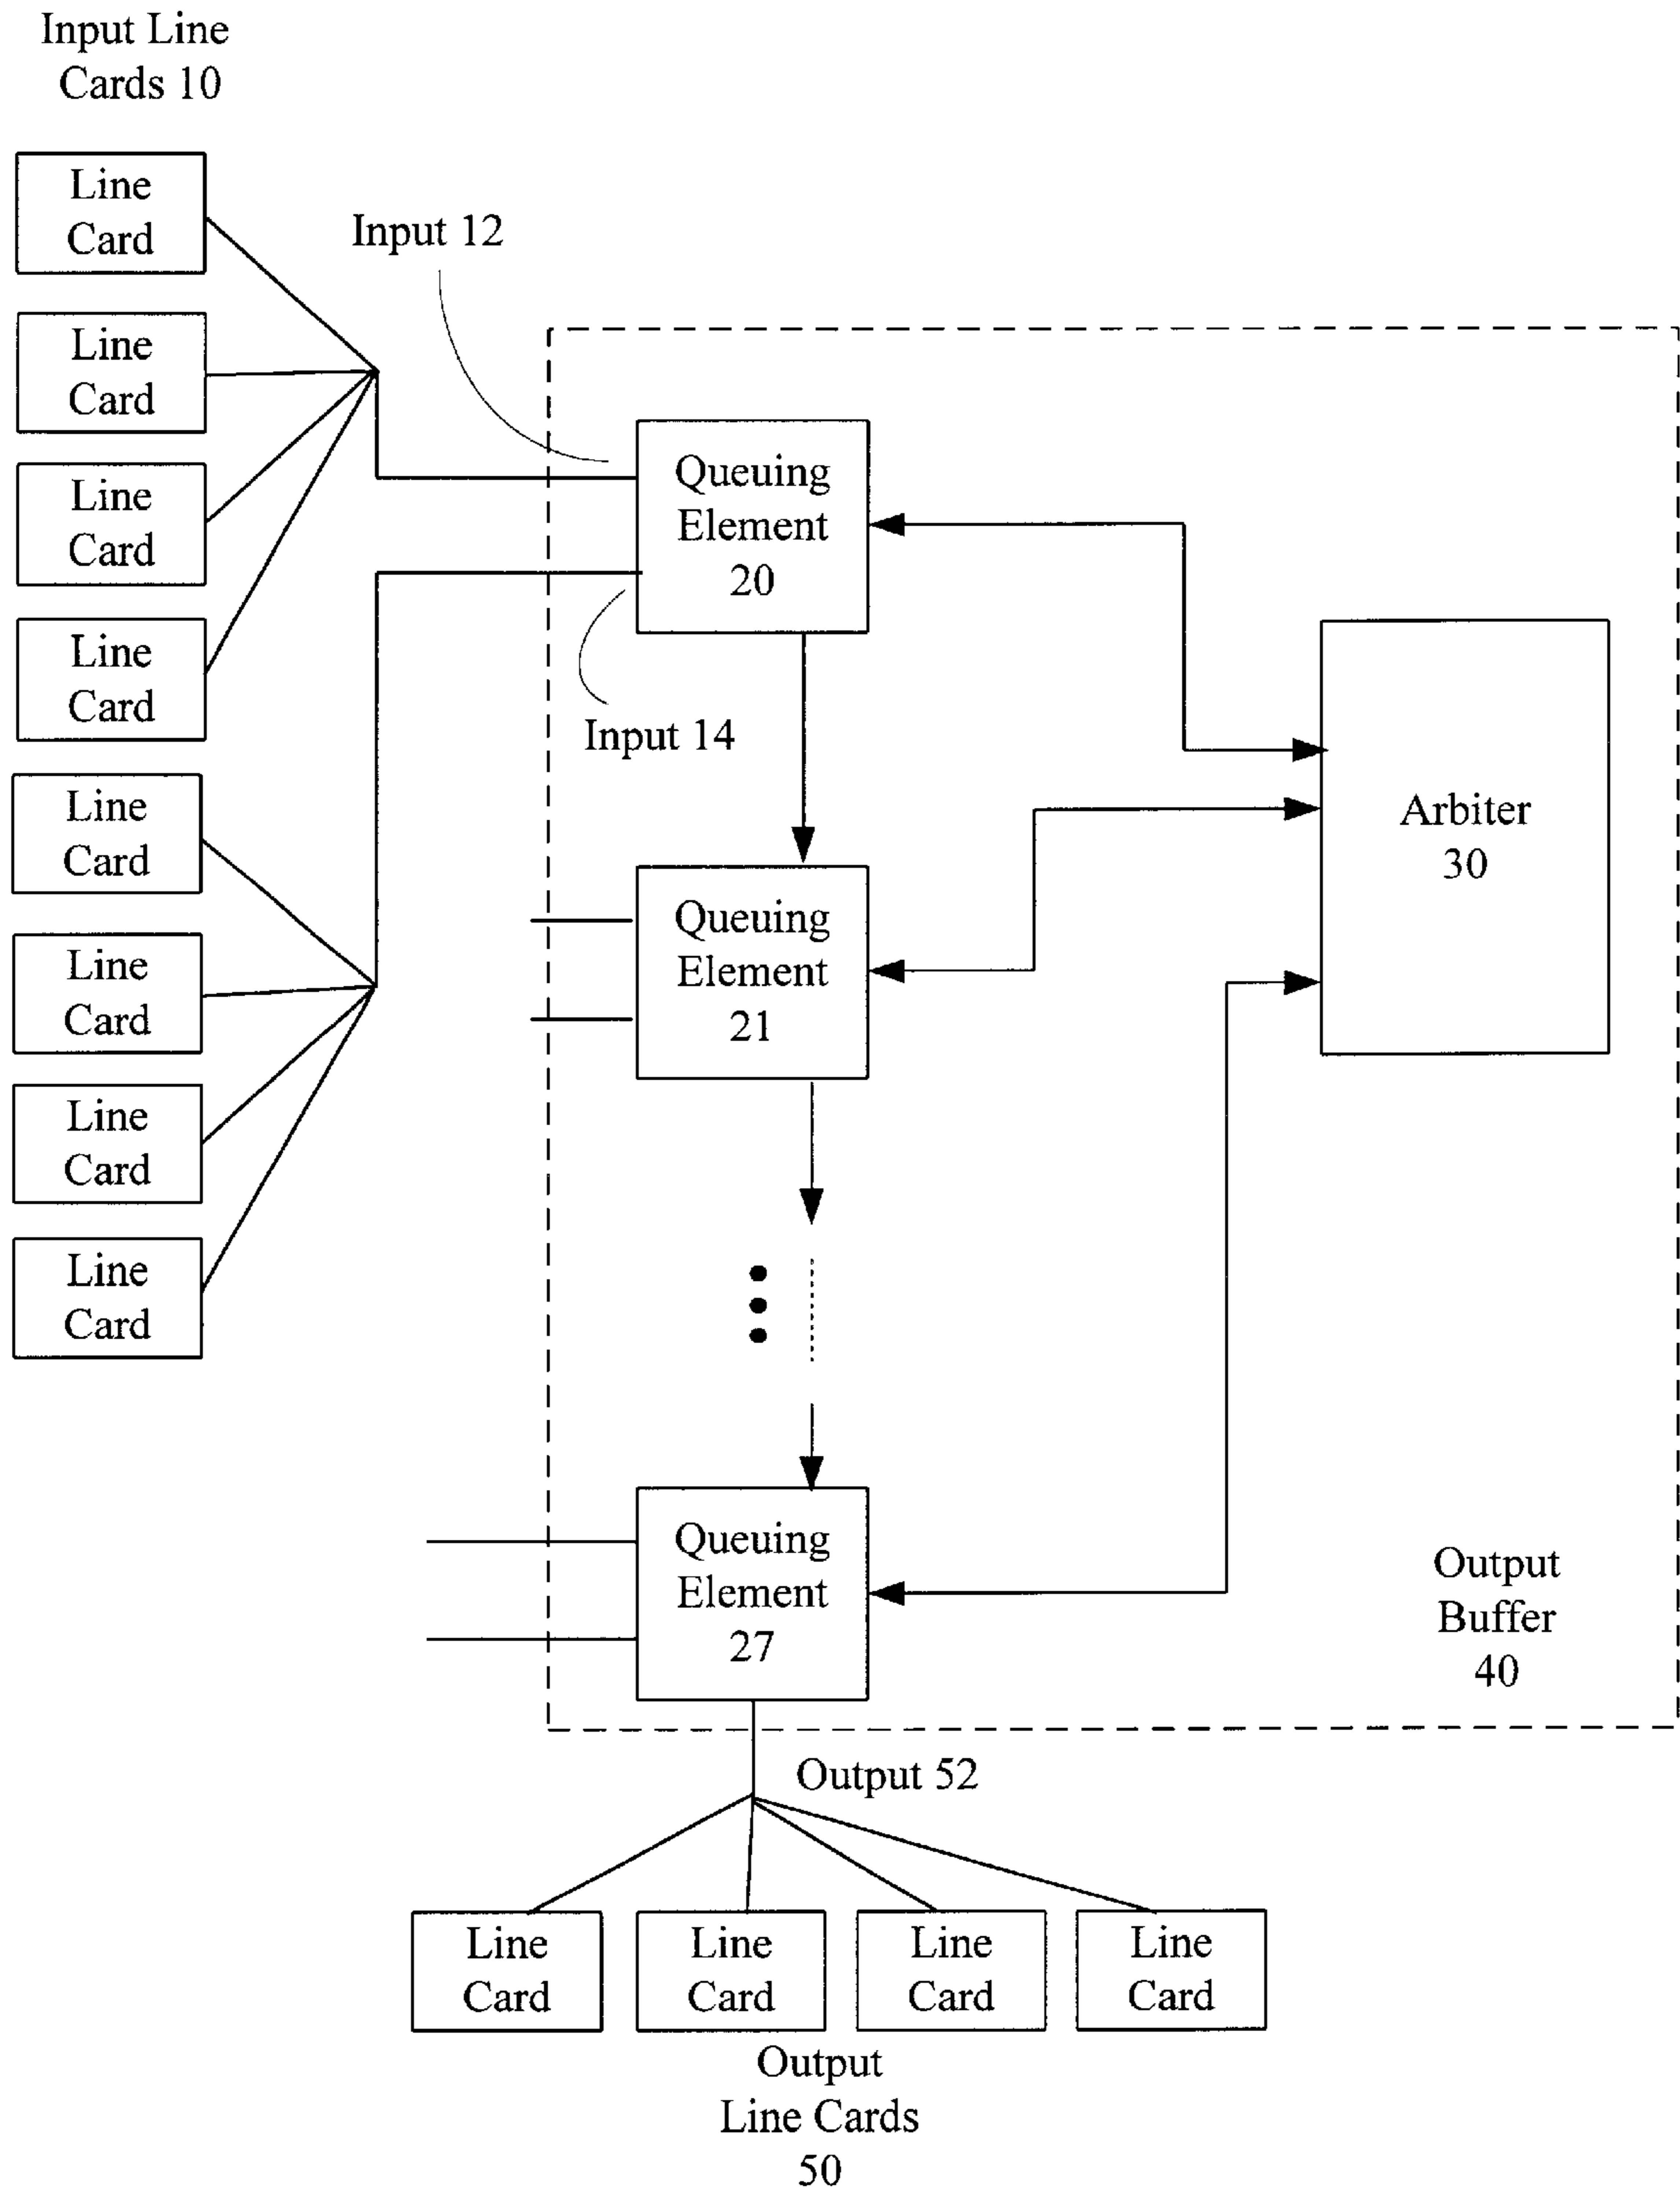 Input Line
Cards 10
Line
Card
Input 12
Line
Card
Line
Card
Line
Card
Line
Card
Line
Card
Line
Card
Line
Card
Queuing
Element
20
Input 14
Arbiter
30
Queuing
Element
21
Queuing
Element
27
Output
Buffer
40
Output 52
Line
Card
Line
Card
Line
Card
Line
Card
Output
Line Cards
50